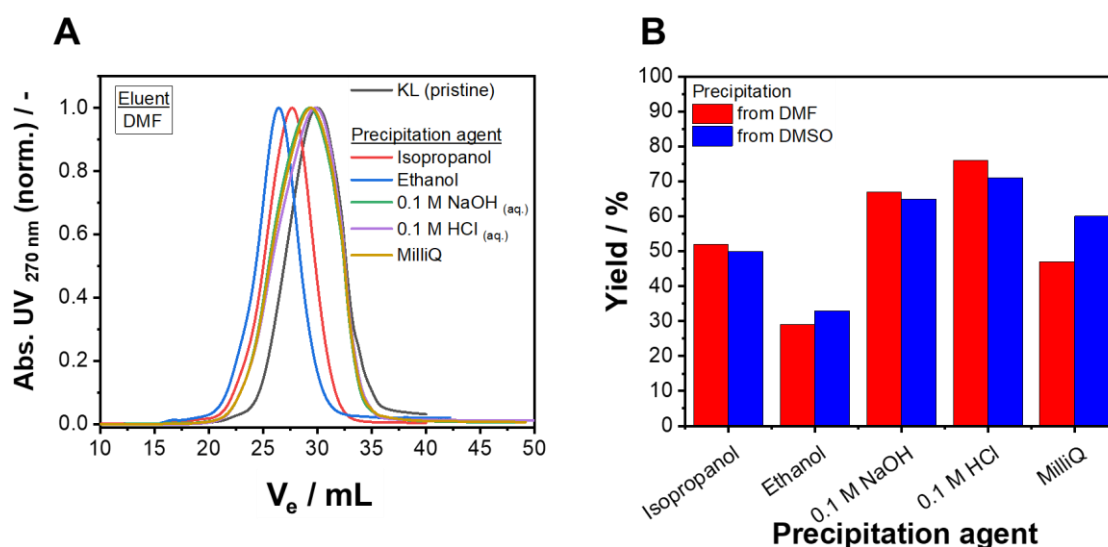 A
Abs. UV 270 nm (norm.) / -
1.0
0.8
0.6
0.4
0.2
0.0
Eluent
DMF
KL (pristine)
Precipitation agent
Isopropanol
Ethanol
0.1 M NaOH (aq.)
0.1 M HCl (aq.)
MilliQ
10 15 20 25 30 35 40 45 50
Ve / mL
B
Yield / %
100
90
80
70
60
50
40
30
20
10
0
Precipitation
from DMF
from DMSO
Isopropanol
Ethanol
0.1 M NaOH
0.1 M HCl
MilliQ
Precipitation agent